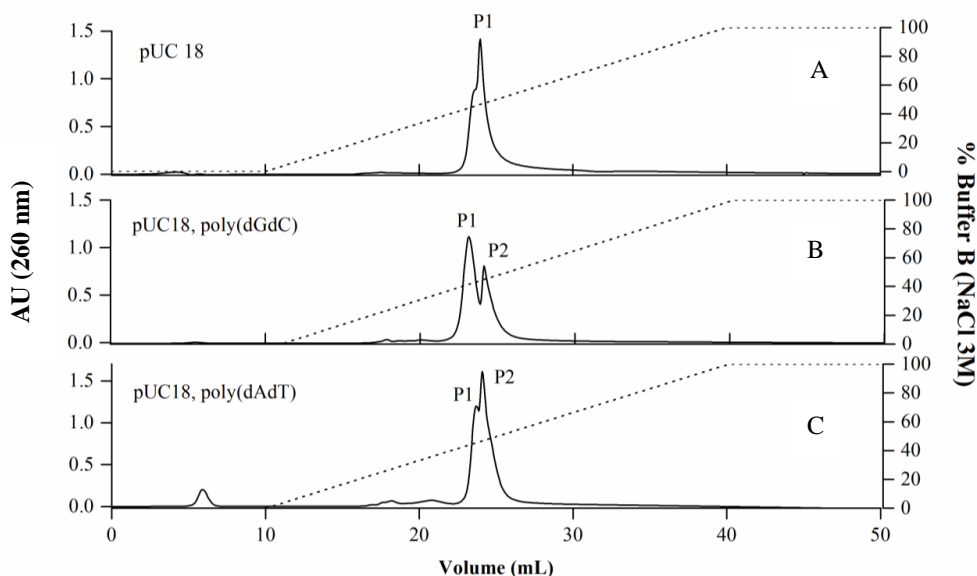 AU (260 nm)
% Buffer B (NaCl 3M)
P1
pUC 18
A
1.5
1.0
0.5
0.0
100
80
60
40
20
0
pUC18, poly(dGdC)
P1
P2
B
1.5
1.0
0.5
0.0
100
80
60
40
20
0
pUC18, poly(dAdT)
P1
P2
C
1.5
1.0
0.5
0.0
100
80
60
40
20
0
0 10 20 30 40 50
Volume (mL)